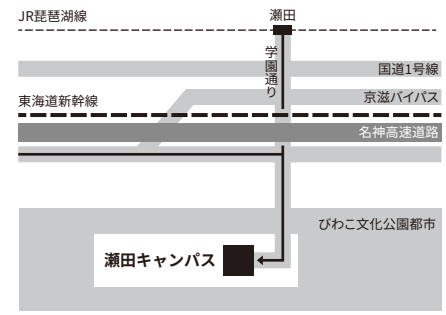 JR琵琶湖線
瀬田
学園通り
国道1号線
京滋バイパス
東海道新幹線
名神高速道路
びわこ文化公園都市
瀬田キャンパス